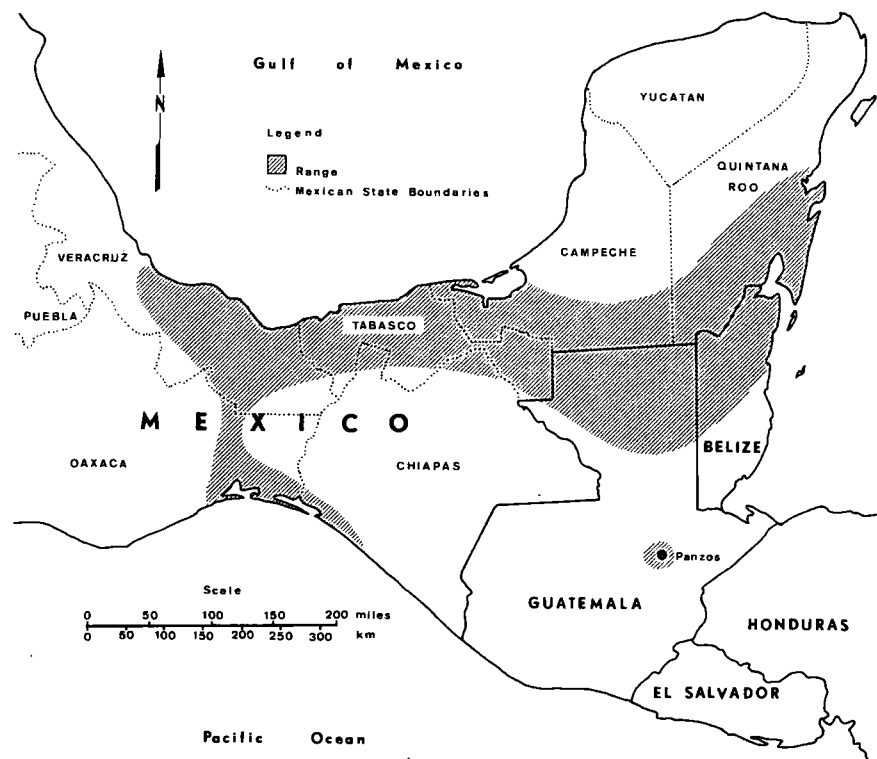 Gulf of Mexico
N
YUCATAN
Legend
Range
Mexican State Boundaries
QUINTANA
ROO
VERACRUZ
CAMPECHE
PUEBLA
TABASCO
MEXICO
BELIZE
OAXACA
CHIAPAS
Panzos
Scale
0 50 100 150 200 miles
0 50 100 150 200 250 300 km
GUATEMALA
HONDURAS
EL SALVADOR
Pacific Ocean